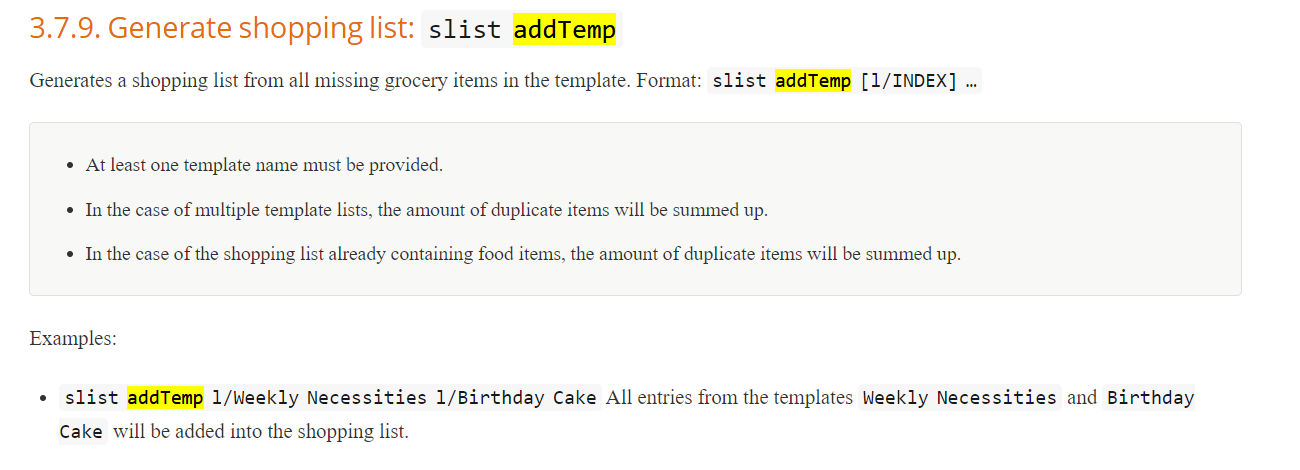 3.7.9. Generate shopping list: slist addTemp
Generates a shopping list from all missing grocery items in the template. Format: slist addTemp [l/INDEX] …
• At least one template name must be provided.
• In the case of multiple template lists, the amount of duplicate items will be summed up.
• In the case of the shopping list already containing food items, the amount of duplicate items will be summed up.
Examples:
• slist addTemp l/Weekly Necessities l/Birthday Cake All entries from the templates Weekly Necessities and Birthday
Cake will be added into the shopping list.